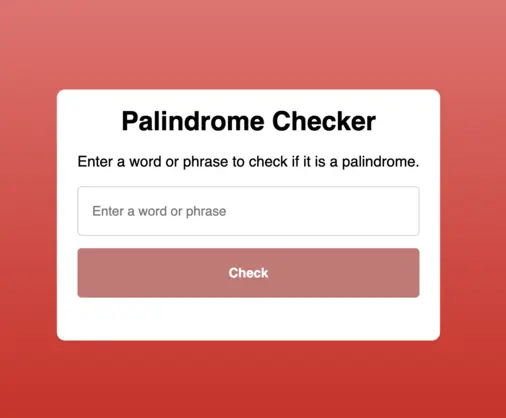 Palindrome Checker
Enter a word or phrase to check if it is a palindrome.
Enter a word or phrase
Check